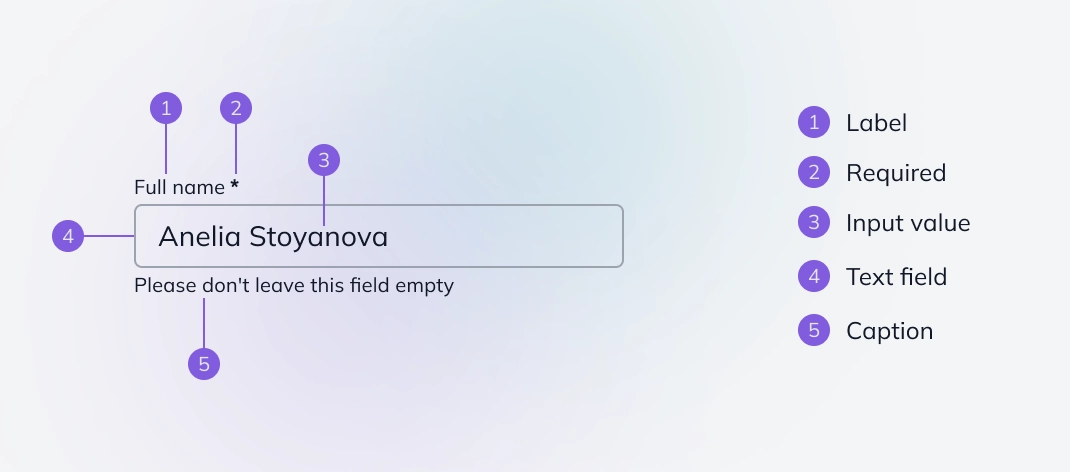 1 2
3
Full name *
4 Anelia Stoyanova
Please don't leave this field empty
5
1 Label
2 Required
3 Input value
4 Text field
5 Caption